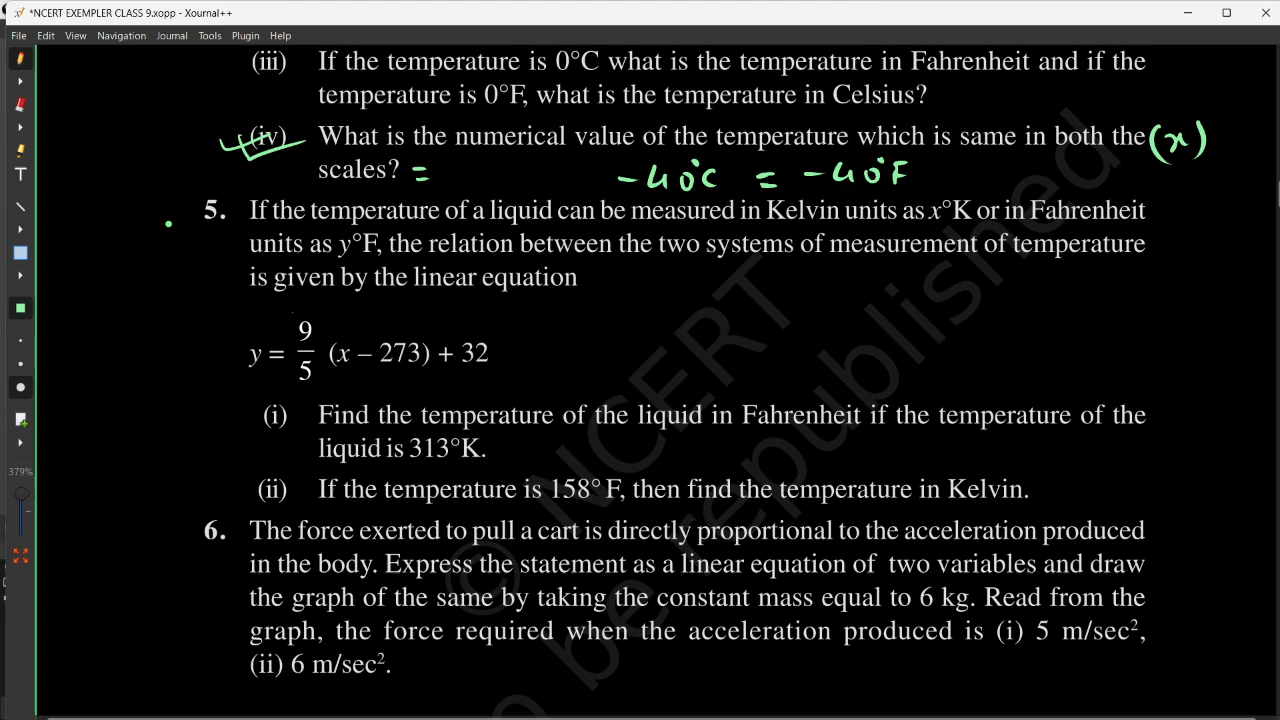 *NCERT EXEMPLER CLASS 9.xopp - Xournal++
File Edit View Navigation Journal Tools Plugin Help
(iii) If the temperature is 0°C what is the temperature in Fahrenheit and if the
temperature is 0°F, what is the temperature in Celsius?
(iv) What is the numerical value of the temperature which is same in both the (x)
scales? = -40°C = -40°F
5. If the temperature of a liquid can be measured in Kelvin units as x°K or in Fahrenheit
units as y°F, the relation between the two systems of measurement of temperature
is given by the linear equation
y = 9/5 (x – 273) + 32
(i) Find the temperature of the liquid in Fahrenheit if the temperature of the
liquid is 313°K.
(ii) If the temperature is 158° F, then find the temperature in Kelvin.
379%
6. The force exerted to pull a cart is directly proportional to the acceleration produced
in the body. Express the statement as a linear equation of two variables and draw
the graph of the same by taking the constant mass equal to 6 kg. Read from the
graph, the force required when the acceleration produced is (i) 5 m/sec², 
(ii) 6 m/sec².
© NCERT
be republished